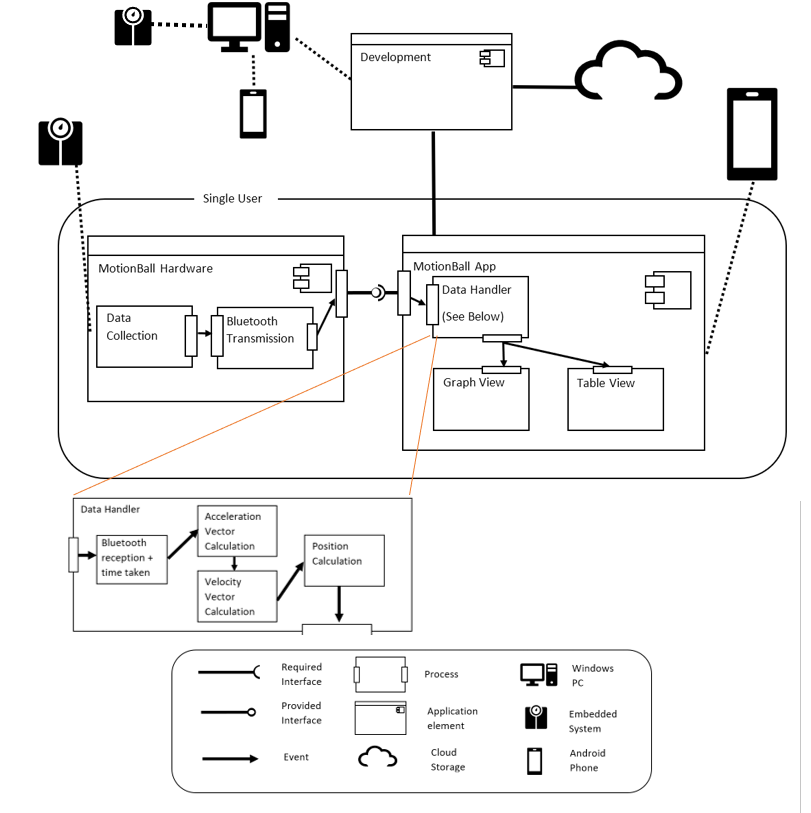 Development
Single User
MotionBall Hardware
Data
Collection
Bluetooth
Transmission
MotionBall App
Data Handler
(See Below)
Graph View
Table View
Data Handler
Bluetooth
reception +
time taken
Acceleration
Vector
Calculation
Velocity
Vector
Calculation
Position
Calculation
Required
Interface
Process
Windows
PC
Provided
Interface
Application
element
Embedded
System
Event
Cloud
Storage
Android
Phone